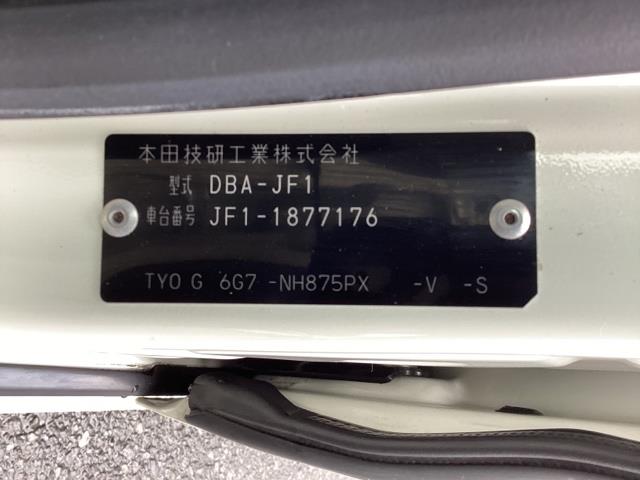 本田技研工業株式会社
型式 DBA-JF1
車台番号 JF1-1877176
TYO G 6G7 -NH875PX -V -S